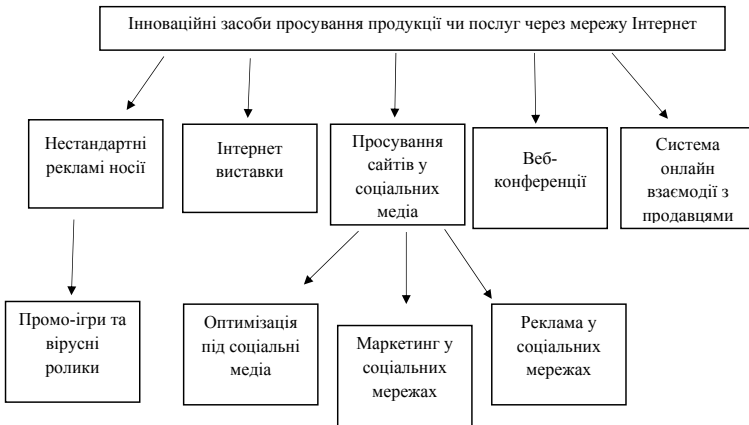 Інноваційні засоби просування продукції чи послуг через мережу Інтернет
Нестандартні
рекламі носії
Інтернет
виставки
Просування
сайтів у
соціальних
медіа
Веб-
конференції
Система
онлайн
взаємодії з
продавцями
Промо-ігри та
вірусні
ролики
Оптимізація
під соціальні
медіа
Маркетинг у
соціальних
мережах
Реклама у
соціальних
мережах